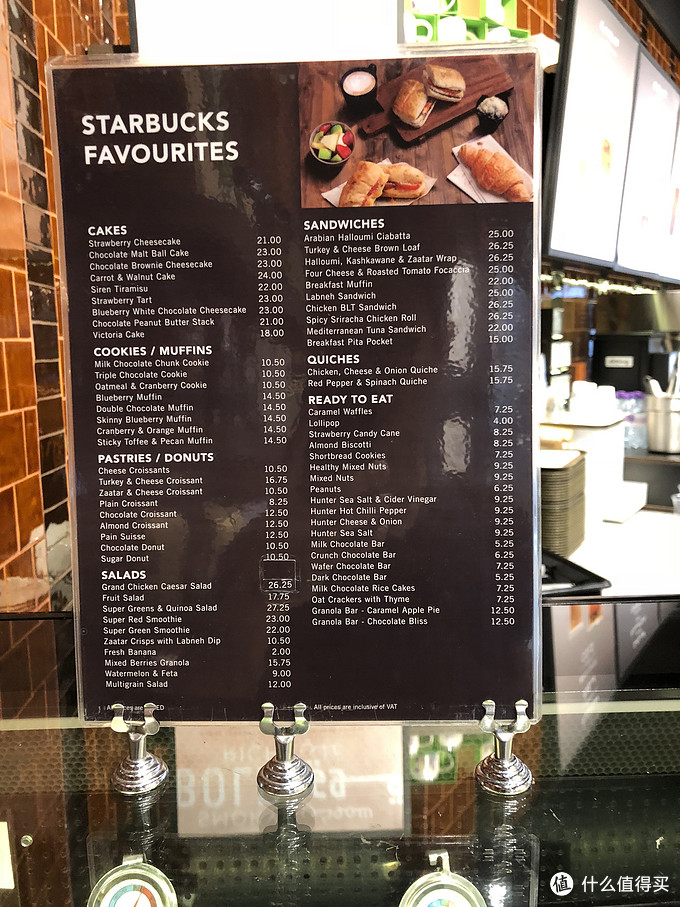 STARBUCKS
FAVOURITES
CAKES
Strawberry Cheesecake 21.00
Chocolate Malt Ball Cake 23.00
Chocolate Brownie Cheesecake 23.00
Carrot & Walnut Cake 24.00
Siren Tiramisu 22.00
Strawberry Tart 23.00
Blueberry White Chocolate Cheesecake 23.00
Chocolate Peanut Butter Stack 21.00
Victoria Cake 18.00
COOKIES / MUFFINS
Milk Chocolate Chunk Cookie 10.50
Triple Chocolate Cookie 10.50
Oatmeal & Cranberry Cookie 10.50
Blueberry Muffin 14.50
Double Chocolate Muffin 14.50
Skinny Blueberry Muffin 14.50
Cranberry & Orange Muffin 14.50
Sticky Toffee & Pecan Muffin 14.50
PASTRIES / DONUTS
Cheese Croissants 10.50
Turkey & Cheese Croissant 16.75
Zaatar & Cheese Croissant 10.50
Plain Croissant 8.25
Chocolate Croissant 12.50
Almond Croissant 12.50
Pain Suisse 12.50
Chocolate Donut 10.50
Sugar Donut 10.50
SALADS
Grand Chicken Caesar Salad 26.25
Fruit Salad 17.75
Super Greens & Quinoa Salad 27.25
Super Red Smoothie 23.00
Super Green Smoothie 22.00
Zaatar Crisps with Labneh Dip 10.50
Fresh Banana 2.00
Mixed Berries Granola 15.75
Watermelon & Feta 9.00
Multigrain Salad 12.00
SANDWICHES
Arabian Halloumi Ciabatta 25.00
Turkey & Cheese Brown Loaf 26.25
Halloumi, Kashkawane & Zaatar Wrap 26.25
Four Cheese & Roasted Tomato Focaccia 25.00
Breakfast Muffin 22.00
Labneh Sandwich 25.00
Chicken BLT Sandwich 26.25
Spicy Sriracha Chicken Roll 26.25
Mediterranean Tuna Sandwich 22.00
Breakfast Pita Pocket 15.00
QUICHES
Chicken, Cheese & Onion Quiche 15.75
Red Pepper & Spinach Quiche 15.75
READY TO EAT
Caramel Waffles 7.25
Lollipop 4.00
Strawberry Candy Cane 8.25
Almond Biscotti 8.25
Shortbread Cookies 7.25
Healthy Mixed Nuts 9.25
Mixed Nuts 9.25
Peanuts 6.25
Hunter Sea Salt & Cider Vinegar 9.25
Hunter Hot Chilli Pepper 9.25
Hunter Cheese & Onion 9.25
Hunter Sea Salt 9.25
Milk Chocolate Bar 5.25
Crunch Chocolate Bar 6.25
Wafer Chocolate Bar 7.25
Dark Chocolate Bar 5.25
Milk Chocolate Rice Cakes 7.25
Oat Crackers with Thyme 7.25
Granola Bar - Caramel Apple Pie 12.50
Granola Bar - Chocolate Bliss 12.50
All prices are inclusive of VAT
值 什么值得买